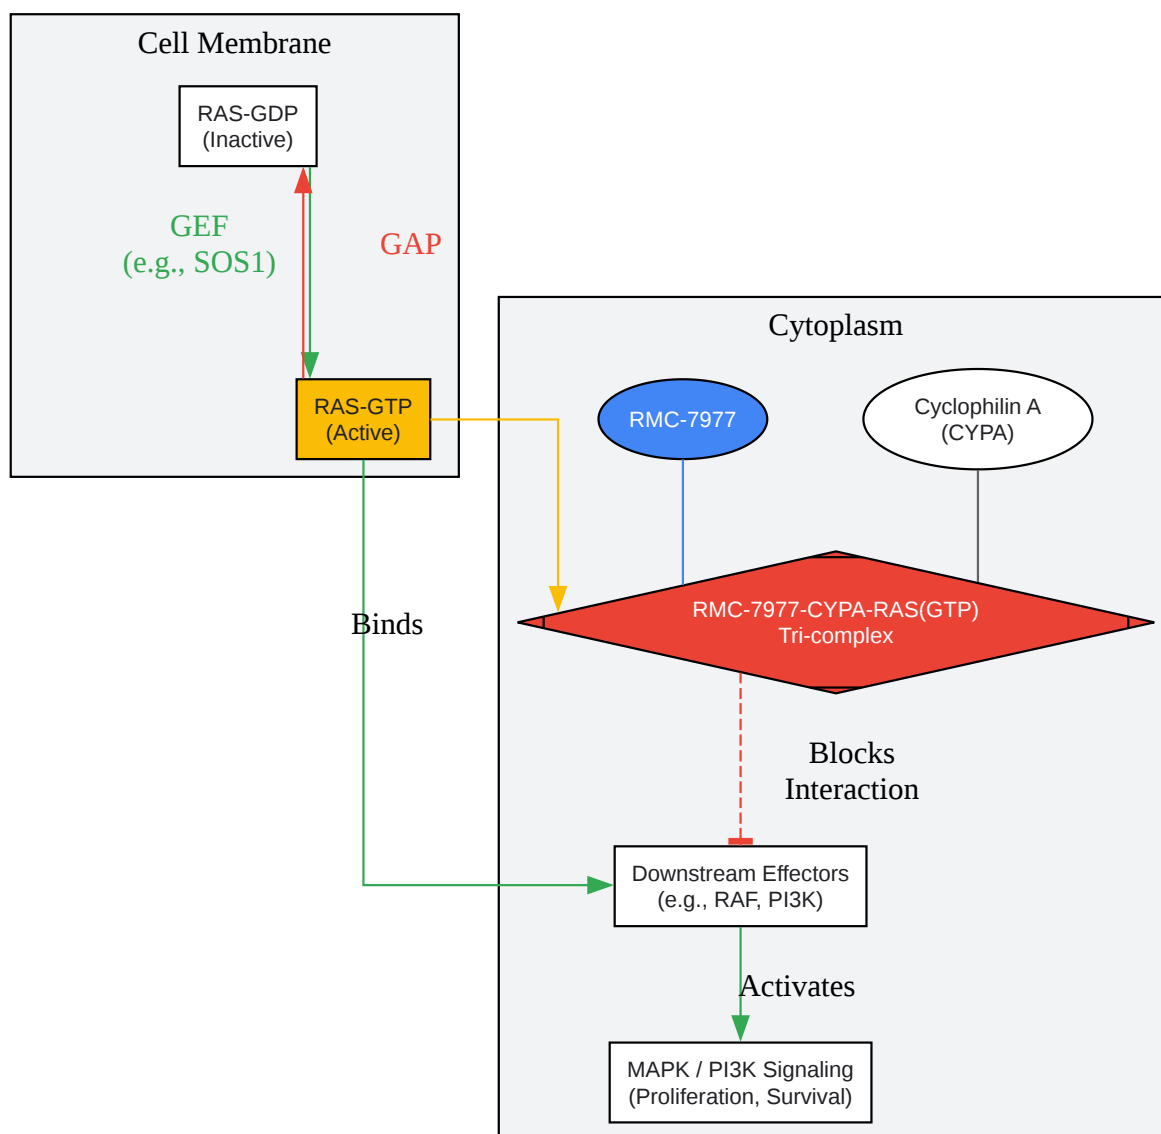 Cell Membrane
RAS-GDP
(Inactive)
GEF
(e.g., SOS1)
GAP
RAS-GTP
(Active)
Cytoplasm
RMC-7977
Cyclophilin A
(CYPA)
Binds
RMC-7977-CYPA-RAS(GTP)
Tri-complex
Blocks
Interaction
Downstream Effectors
(e.g., RAF, PI3K)
Activates
MAPK / PI3K Signaling
(Proliferation, Survival)